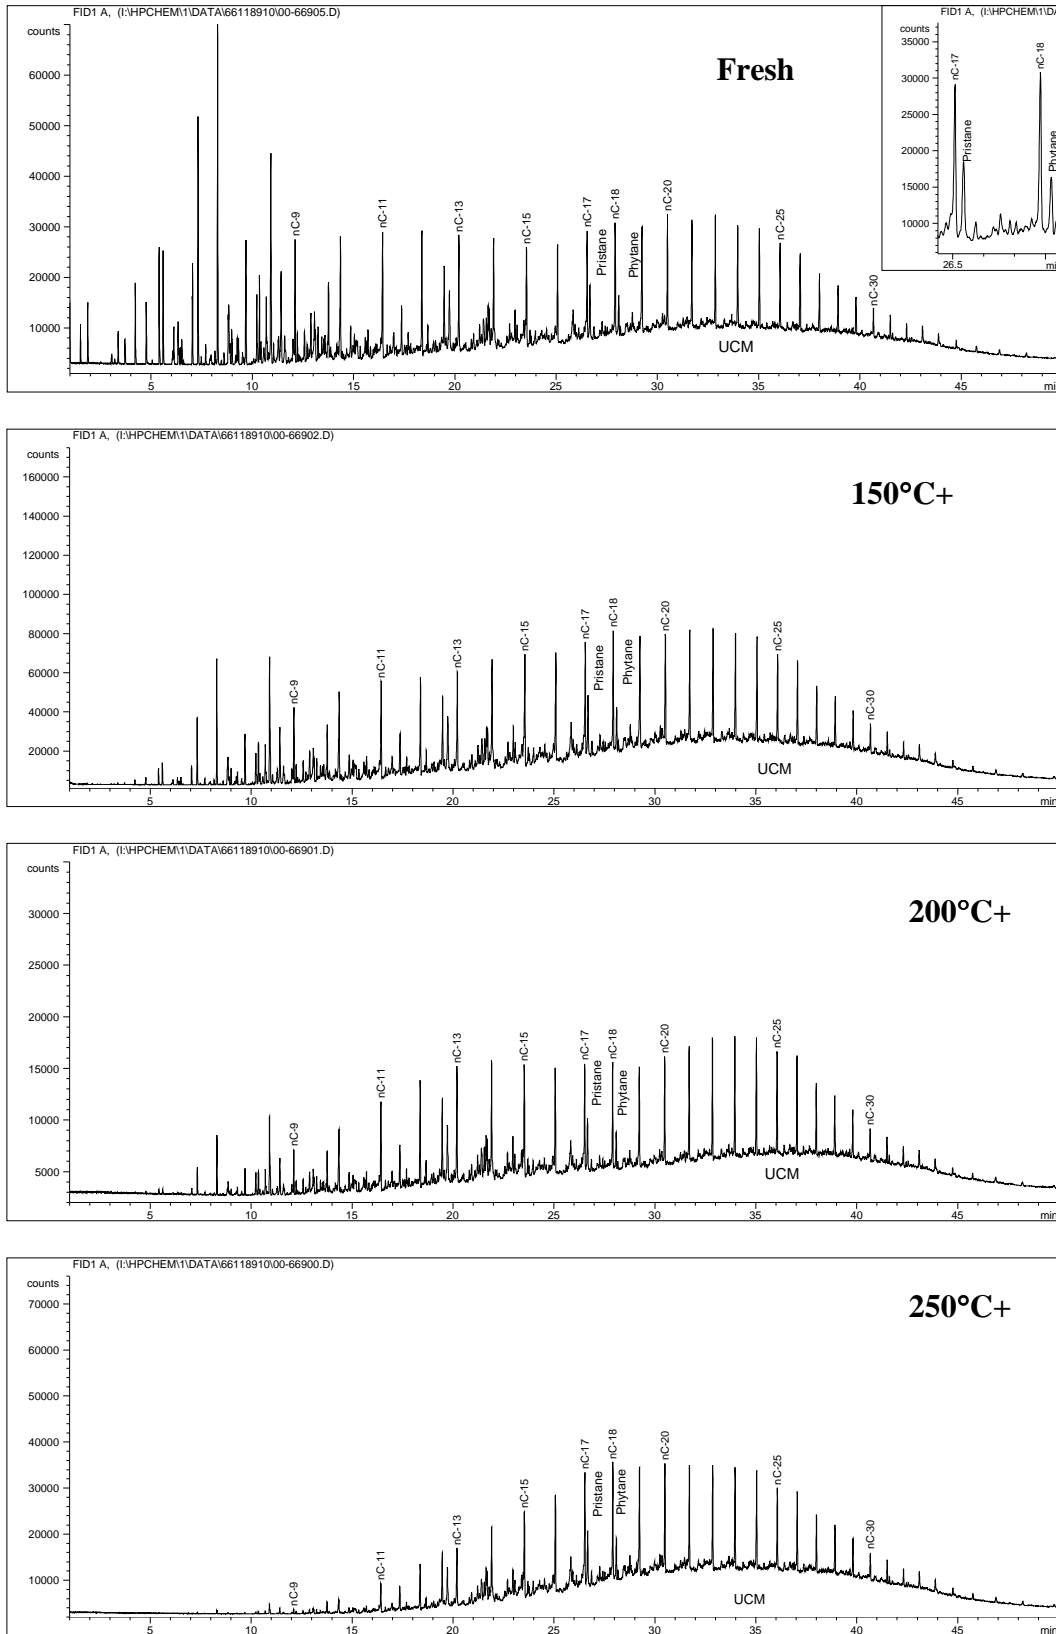 FID1 A, (I:\HPCHEM\1\DATA\66118910\00-66905.D)
counts
60000
50000
40000
30000
20000
10000
Fresh
nC-9
nC-11
nC-13
nC-15
nC-17
Pristane
nC-18
Phytane
nC-20
nC-25
nC-30
UCM
5 10 15 20 25 30 35 40 45 min
FID1 A, (I:\HPCHEM\1\DA
counts
35000
30000
25000
20000
15000
10000
nC-17
Pristane
nC-18
Phytane
26.5
FID1 A, (I:\HPCHEM\1\DATA\66118910\00-66902.D)
counts
160000
140000
120000
100000
80000
60000
40000
20000
150°C+
nC-9
nC-11
nC-13
nC-15
nC-17
Pristane
nC-18
Phytane
nC-20
nC-25
nC-30
UCM
5 10 15 20 25 30 35 40 45 min
FID1 A, (I:\HPCHEM\1\DATA\66118910\00-66901.D)
counts
30000
25000
20000
15000
10000
5000
200°C+
nC-9
nC-11
nC-13
nC-15
nC-17
Pristane
nC-18
Phytane
nC-20
nC-25
nC-30
UCM
5 10 15 20 25 30 35 40 45 min
FID1 A, (I:\HPCHEM\1\DATA\66118910\00-66900.D)
counts
70000
60000
50000
40000
30000
20000
10000
250°C+
nC-9
nC-11
nC-13
nC-15
nC-17
Pristane
nC-18
Phytane
nC-20
nC-25
nC-30
UCM
5 10 15 20 25 30 35 40 45 min